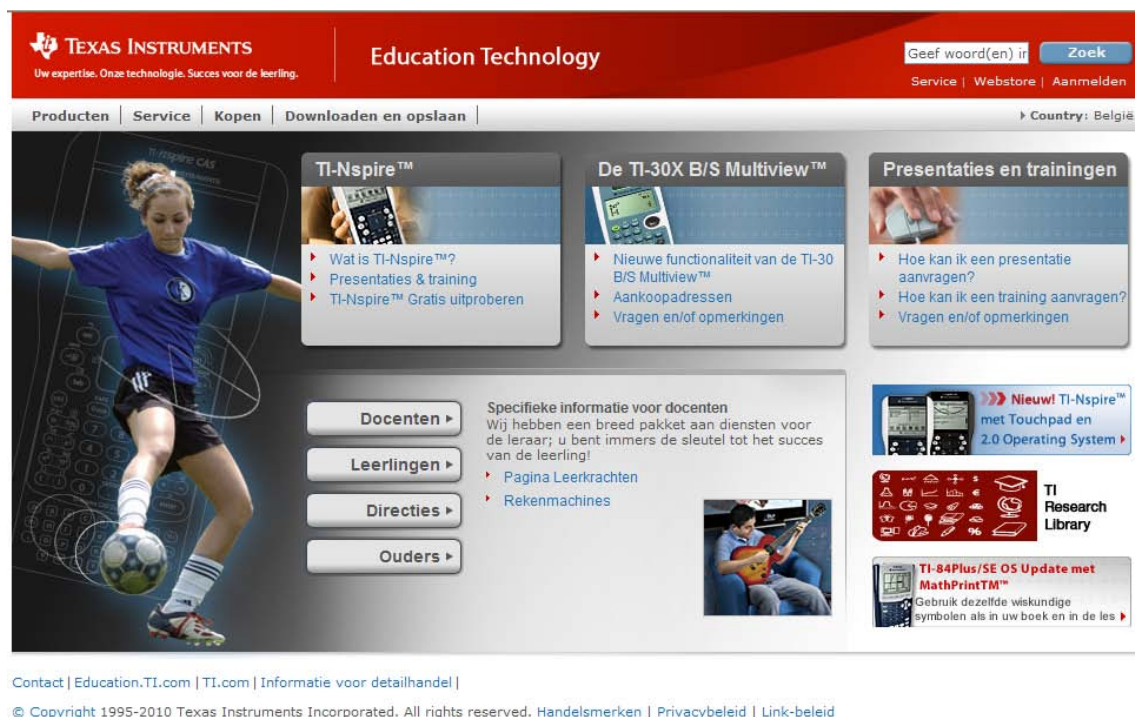 TEXAS INSTRUMENTS
Uw expertise. Onze technologie. Succes voor de leerling.
Education Technology
Geef woord(en) ir
Zoek
Service | Webstore | Aanmelden
Producten | Service | Kopen | Downloaden en opslaan |
Country: België
TI-Nspire CAS
TI-Nspire™
Wat is TI-Nspire™?
Presentaties & training
TI-Nspire™ Gratis uitproberen
De TI-30X B/S Multiview™
Nieuwe functionaliteit van de TI-30
B/S Multiview™
Aankoopadressen
Vragen en/of opmerkingen
Presentaties en trainingen
Hoe kan ik een presentatie
aanvragen?
Hoe kan ik een training aanvragen?
Vragen en/of opmerkingen
Docenten
Leerlingen
Directies
Ouders
Specifieke informatie voor docenten
Wij hebben een breed pakket aan diensten voor
de leraar; u bent immers de sleutel tot het succes
van de leerling!
Pagina Leerkrachten
Rekenmachines
Nieuw! TI-Nspire™
met Touchpad en
2.0 Operating System
TI
Research
Library
TI-84Plus/SE OS Update met
MathPrintTM™
Gebruik dezelfde wiskundige
symbolen als in uw boek en in de les
Contact | Education.TI.com | TI.com | Informatie voor detailhandel |
© Copyright 1995-2010 Texas Instruments Incorporated. All rights reserved. Handelsmerken | Privacybeleid | Link-beleid